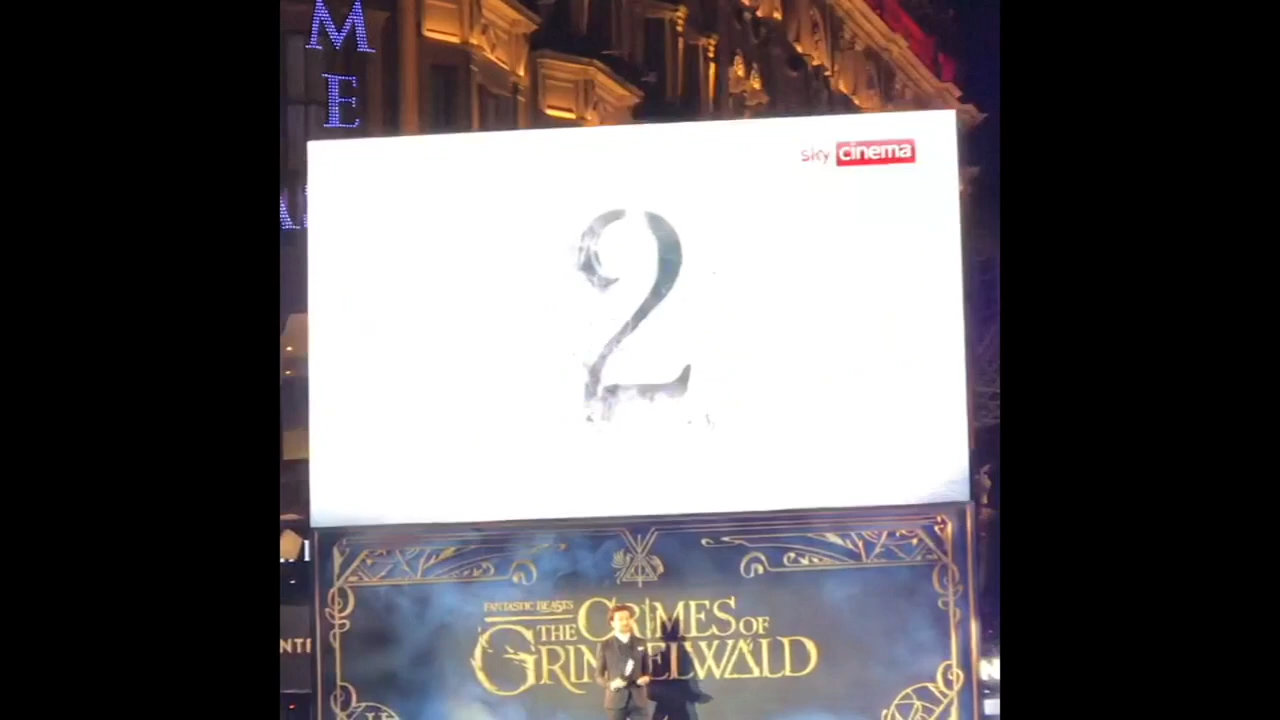 M
E
sky cinema
2
FANTASTIC BEASTS
THE CRIMES OF
GRINDELWALD